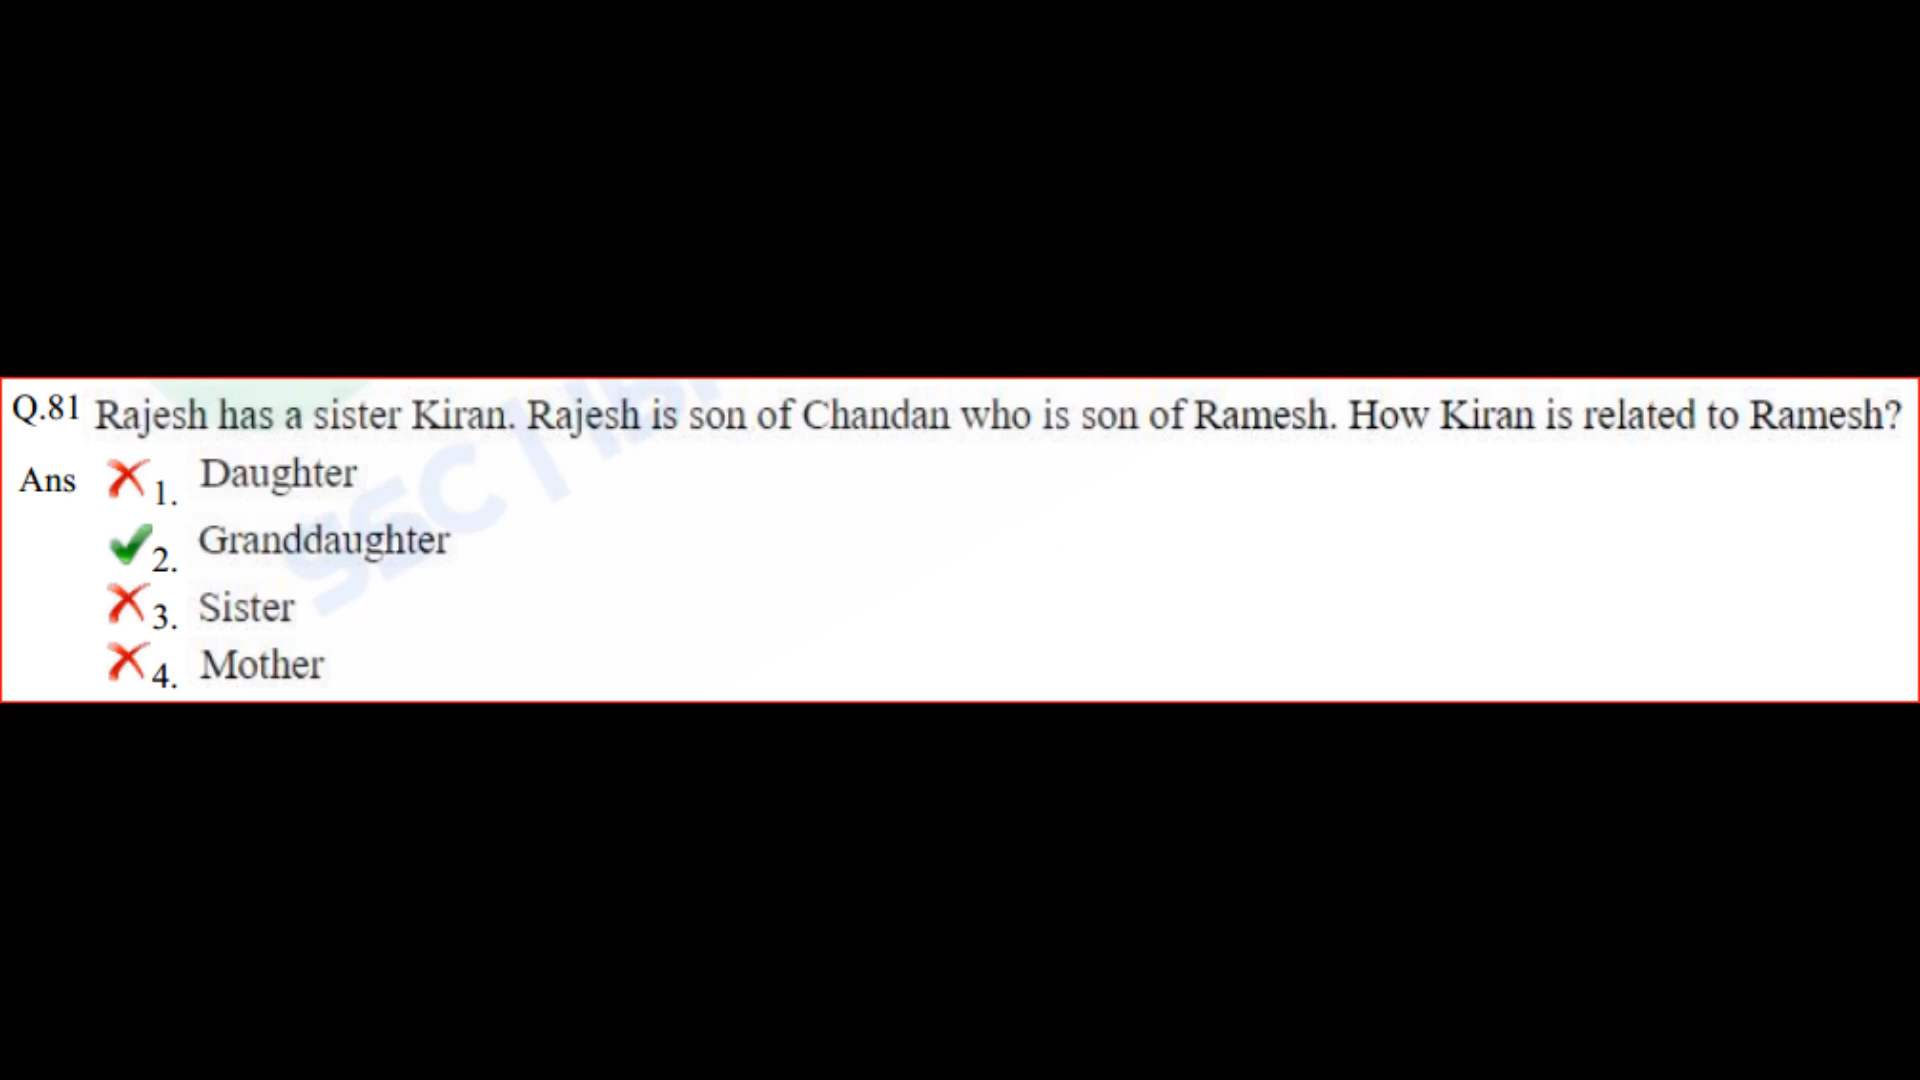 Q.81 Rajesh has a sister Kiran. Rajesh is son of Chandan who is son of Ramesh. How Kiran is related to Ramesh?
Ans 1. Daughter
2. Granddaughter
3. Sister
4. Mother